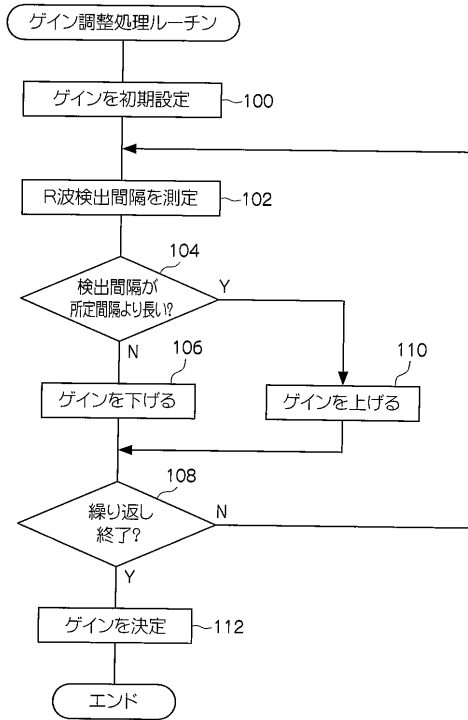 ゲイン調整処理ルーチン
ゲインを初期設定
100
R波検出間隔を測定
102
104
検出間隔が
所定間隔より長い?
Y
N
106
ゲインを下げる
110
ゲインを上げる
108
繰り返し
終了?
N
Y
ゲインを決定
112
エンド